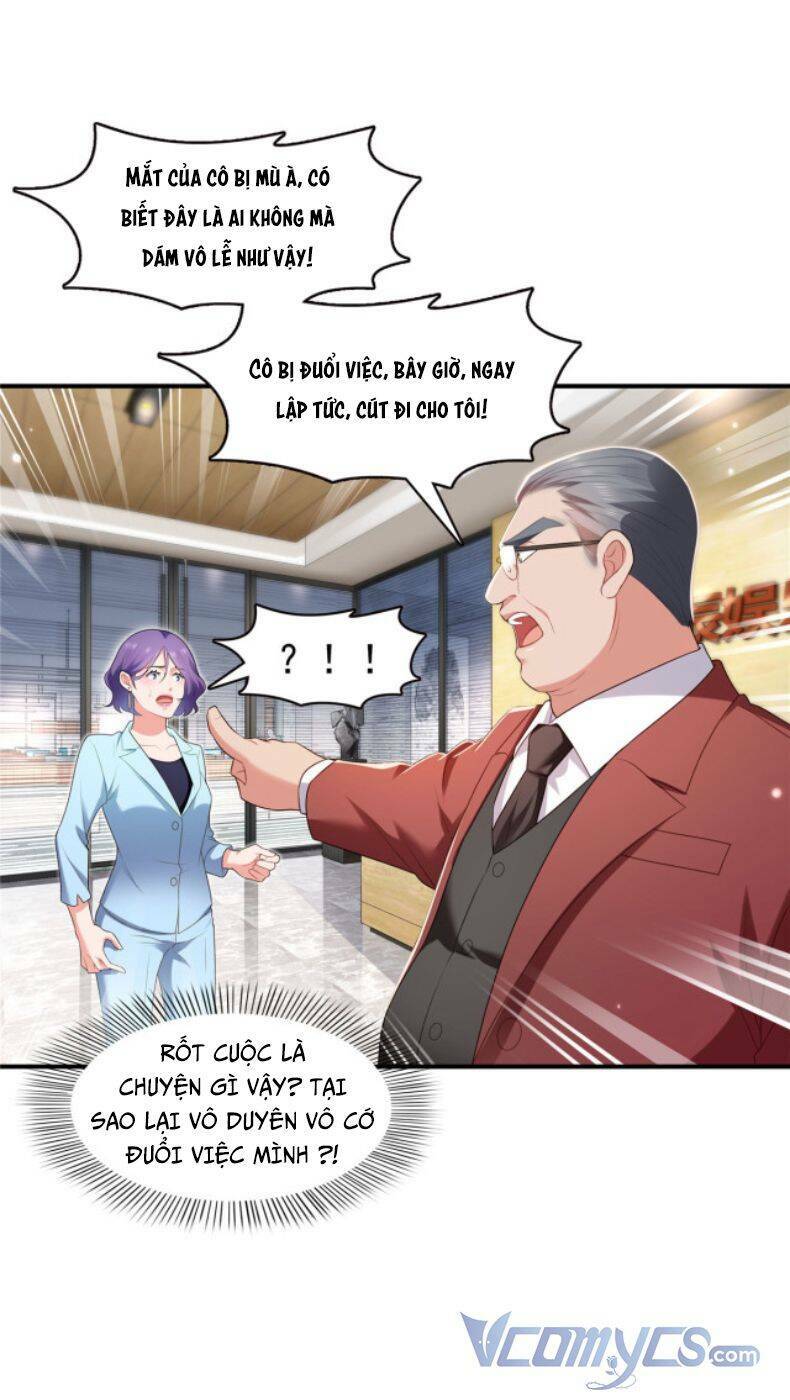 MẮT CỦA CÔ BỊ MÙ À, CÓ
BIẾT ĐÂY LÀ AI KHÔNG MÀ
DÁM VÔ LỄ NHƯ VẬY!
CÔ BỊ ĐUỔI VIỆC, BÂY GIỜ, NGAY
LẬP TỨC, CÚT ĐI CHO TÔI!
? ! !
RỐT CUỘC LÀ
CHUYỆN GÌ VẬY? TẠI
SAO LẠI VÔ DUYÊN VÔ CỚ
ĐUỔI VIỆC MÌNH ?!
VCOMYCS.com